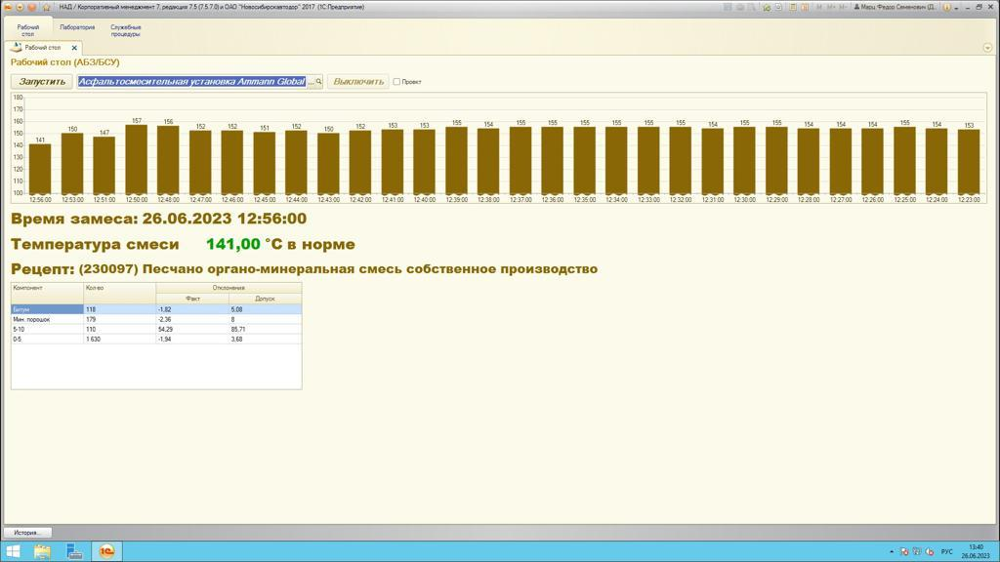 НАД / Корпоративный менеджмент 7, редакция 7.5 (7.5.7.0) и ОАО "Новосибирскавтодор" 2017 (1С:Предприятие)
M M+ M-
Марц Федор Семенович (Д...
Рабочий стол
Лаборатория
Служебные процедуры
Рабочий стол
Рабочий стол (АБЗ/БСУ)
Запустить Асфальтосмесительная установка Ammann Global ... Выключить Проект
180
170
160
150
140
130
120
110
100
141 150 147 157 156 152 152 151 152 150 152 153 153 155 154 155 155 155 155 155 155 154 155 155 154 154 154 155 154 153
12:56:00 12:53:00 12:51:00 12:50:00 12:48:00 12:47:00 12:46:00 12:45:00 12:44:00 12:43:00 12:42:00 12:41:00 12:40:00 12:39:00 12:38:00 12:37:00 12:36:00 12:35:00 12:34:00 12:33:00 12:32:00 12:31:00 12:30:00 12:29:00 12:28:00 12:27:00 12:26:00 12:25:00 12:24:00 12:23:00
Время замеса: 26.06.2023 12:56:00
Температура смеси 141,00 °C в норме
Рецепт: (230097) Песчано органо-минеральная смесь собственное производство
Компонент Кол-во Отклонения
Факт Допуск
Битум 118 -1,82 5,08
Мин. порошок 179 -2,36 8
5-10 110 54,29 85,71
0-5 1 630 -1,94 3,68
История...
РУС
13:40
26.06.2023